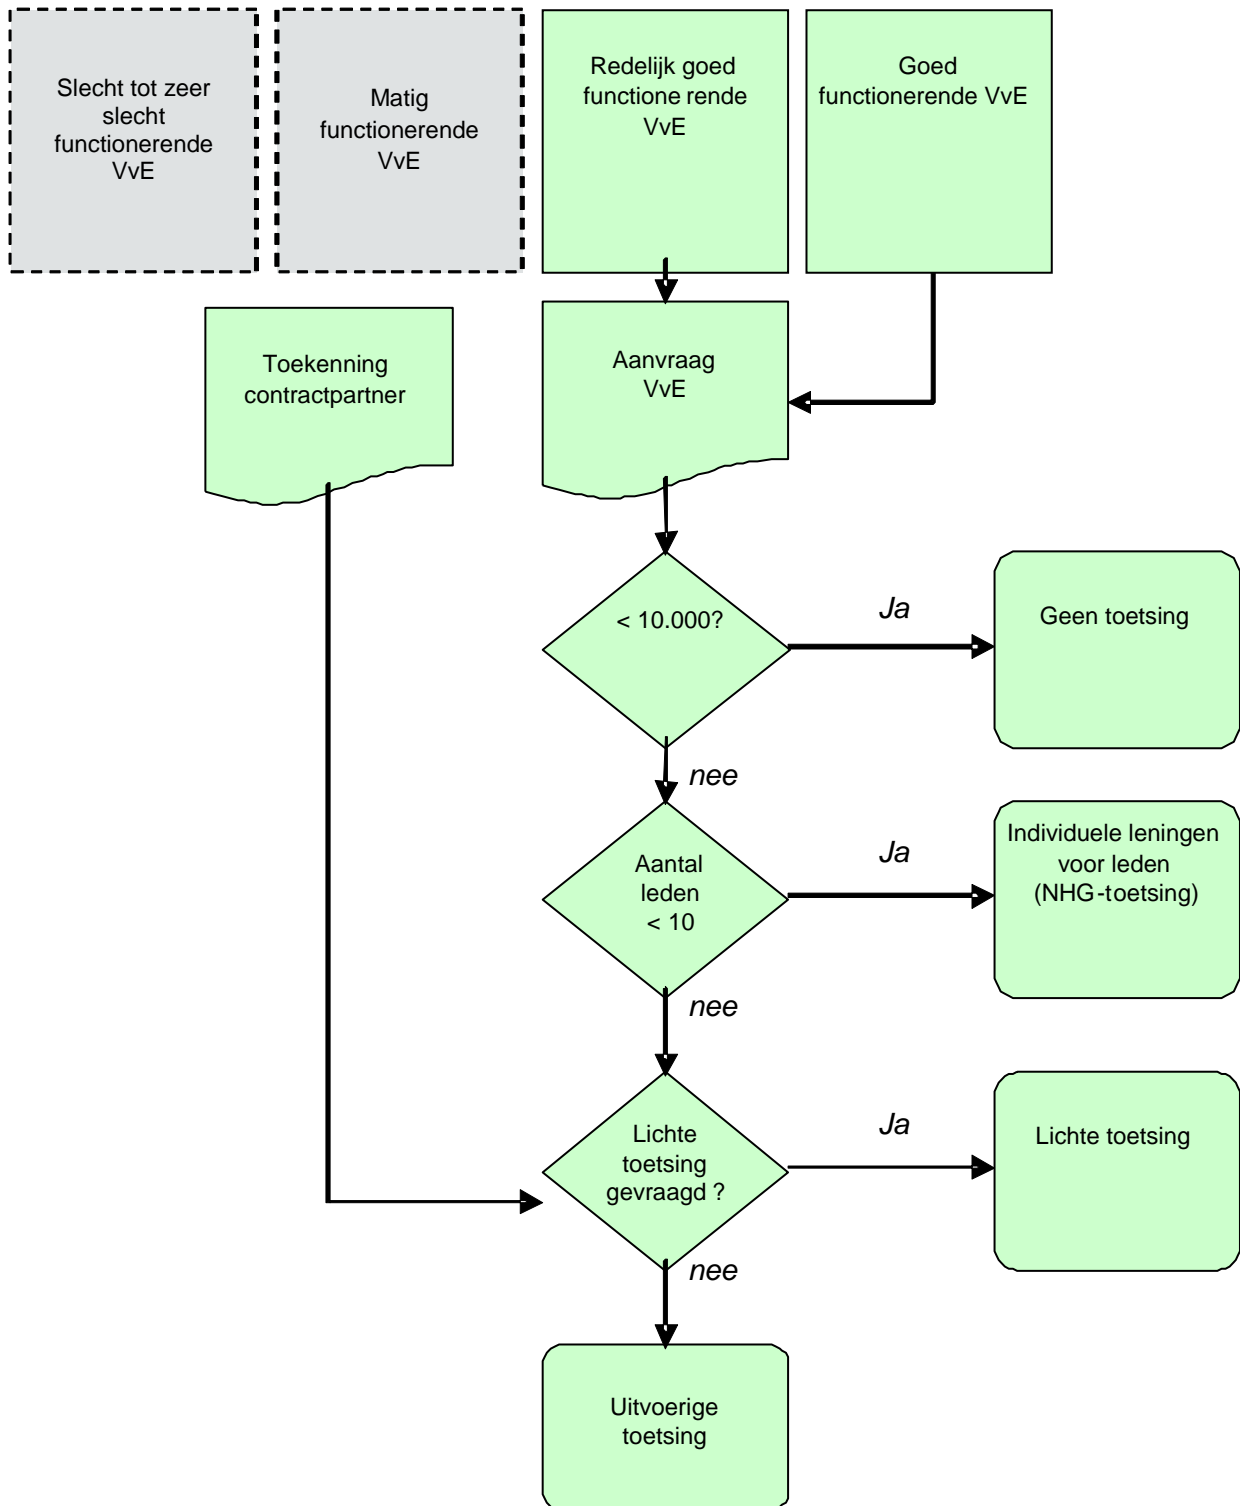 Slecht tot zeer
slecht
functionerende
VvE
Matig
functionerende
VvE
Redelijk goed
functione rende
VvE
Goed
functionerende VvE
Toekenning
contractpartner
Aanvraag
VvE
< 10.000?
Ja
Geen toetsing
nee
Aantal
leden
< 10
Ja
Individuele leningen
voor leden
(NHG-toetsing)
nee
Lichte
toetsing
gevraagd ?
Ja
Lichte toetsing
nee
Uitvoerige
toetsing